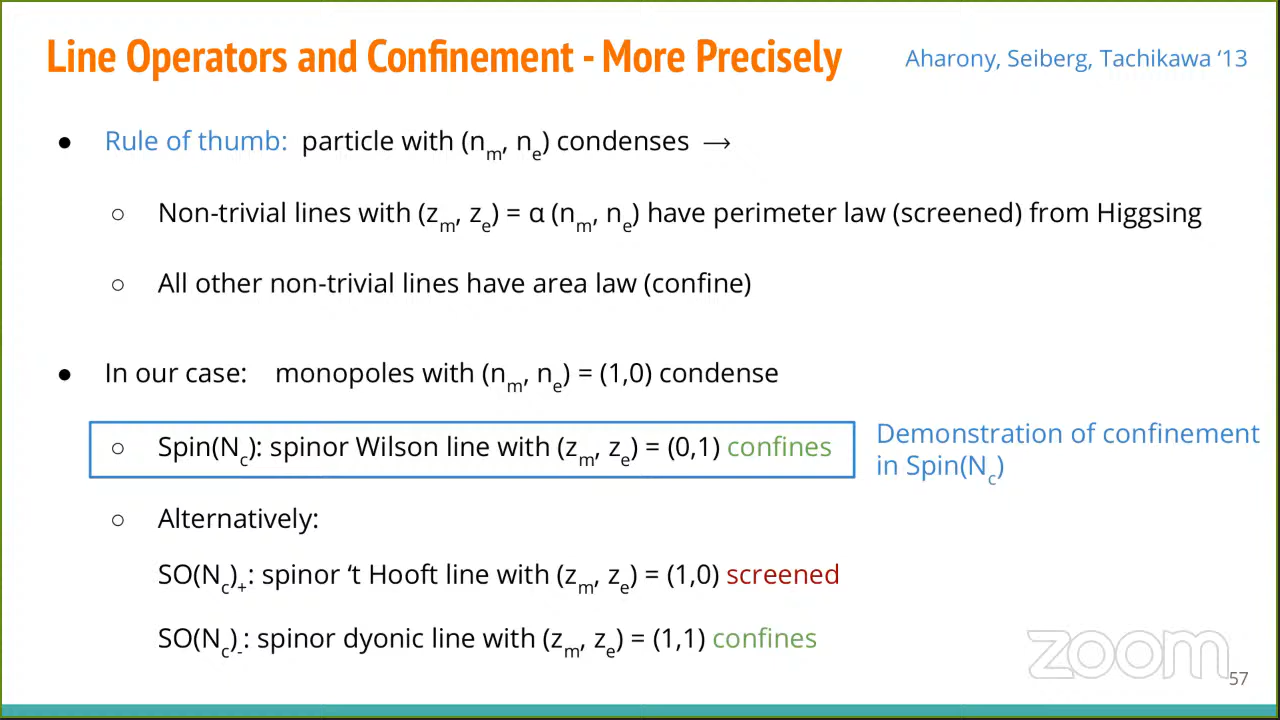 Line Operators and Confinement - More Precisely
Aharony, Seiberg, Tachikawa ‘13
● Rule of thumb: particle with (nm, ne) condenses →
○ Non-trivial lines with (zm, ze) = α (nm, ne) have perimeter law (screened) from Higgsing
○ All other non-trivial lines have area law (confine)
● In our case: monopoles with (nm, ne) = (1,0) condense
○ Spin(Nc): spinor Wilson line with (zm, ze) = (0,1) confines
Demonstration of confinement
in Spin(Nc)
○ Alternatively:
SO(Nc)+: spinor ‘t Hooft line with (zm, ze) = (1,0) screened
SO(Nc)-: spinor dyonic line with (zm, ze) = (1,1) confines
zoom
57